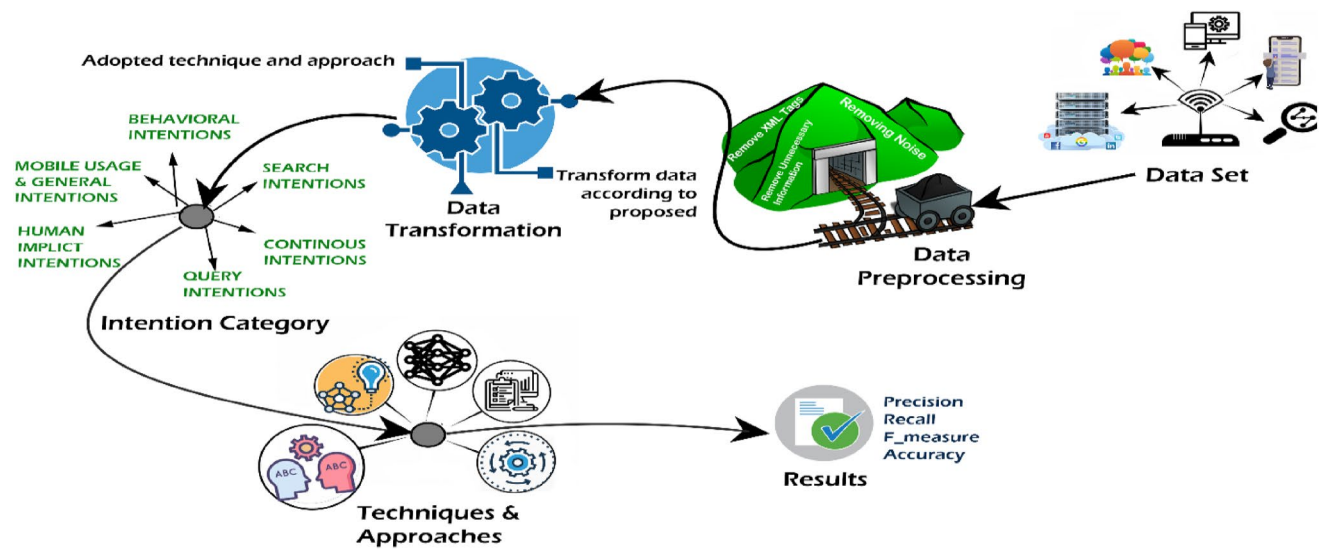 Adopted technique and approach
Data
Transformation
Transform data
according to
proposed
Remove XML Tags
Removing Noise
Remove Unnecessary
Information
Data
Preprocessing
Data Set
BEHAVIORAL
INTENTIONS
MOBILE USAGE
& GENERAL
INTENTIONS
SEARCH
INTENTIONS
HUMAN
IMPLICT
INTENTIONS
CONTINOUS
INTENTIONS
QUERY
INTENTIONS
Intention Category
ABC
ABC
Techniques &
Approaches
Results
Precision
Recall
F_measure
Accuracy